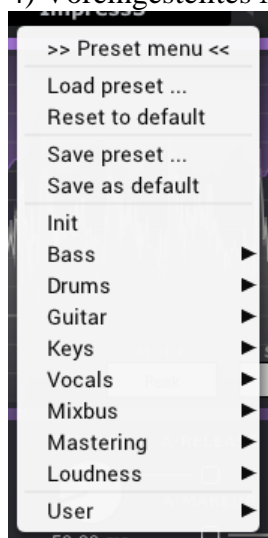 >> Preset menu <<
Load preset ...
Reset to default
Save preset ...
Save as default
Init
Bass
Drums
Guitar
Keys
Vocals
Mixbus
Mastering
Loudness
User